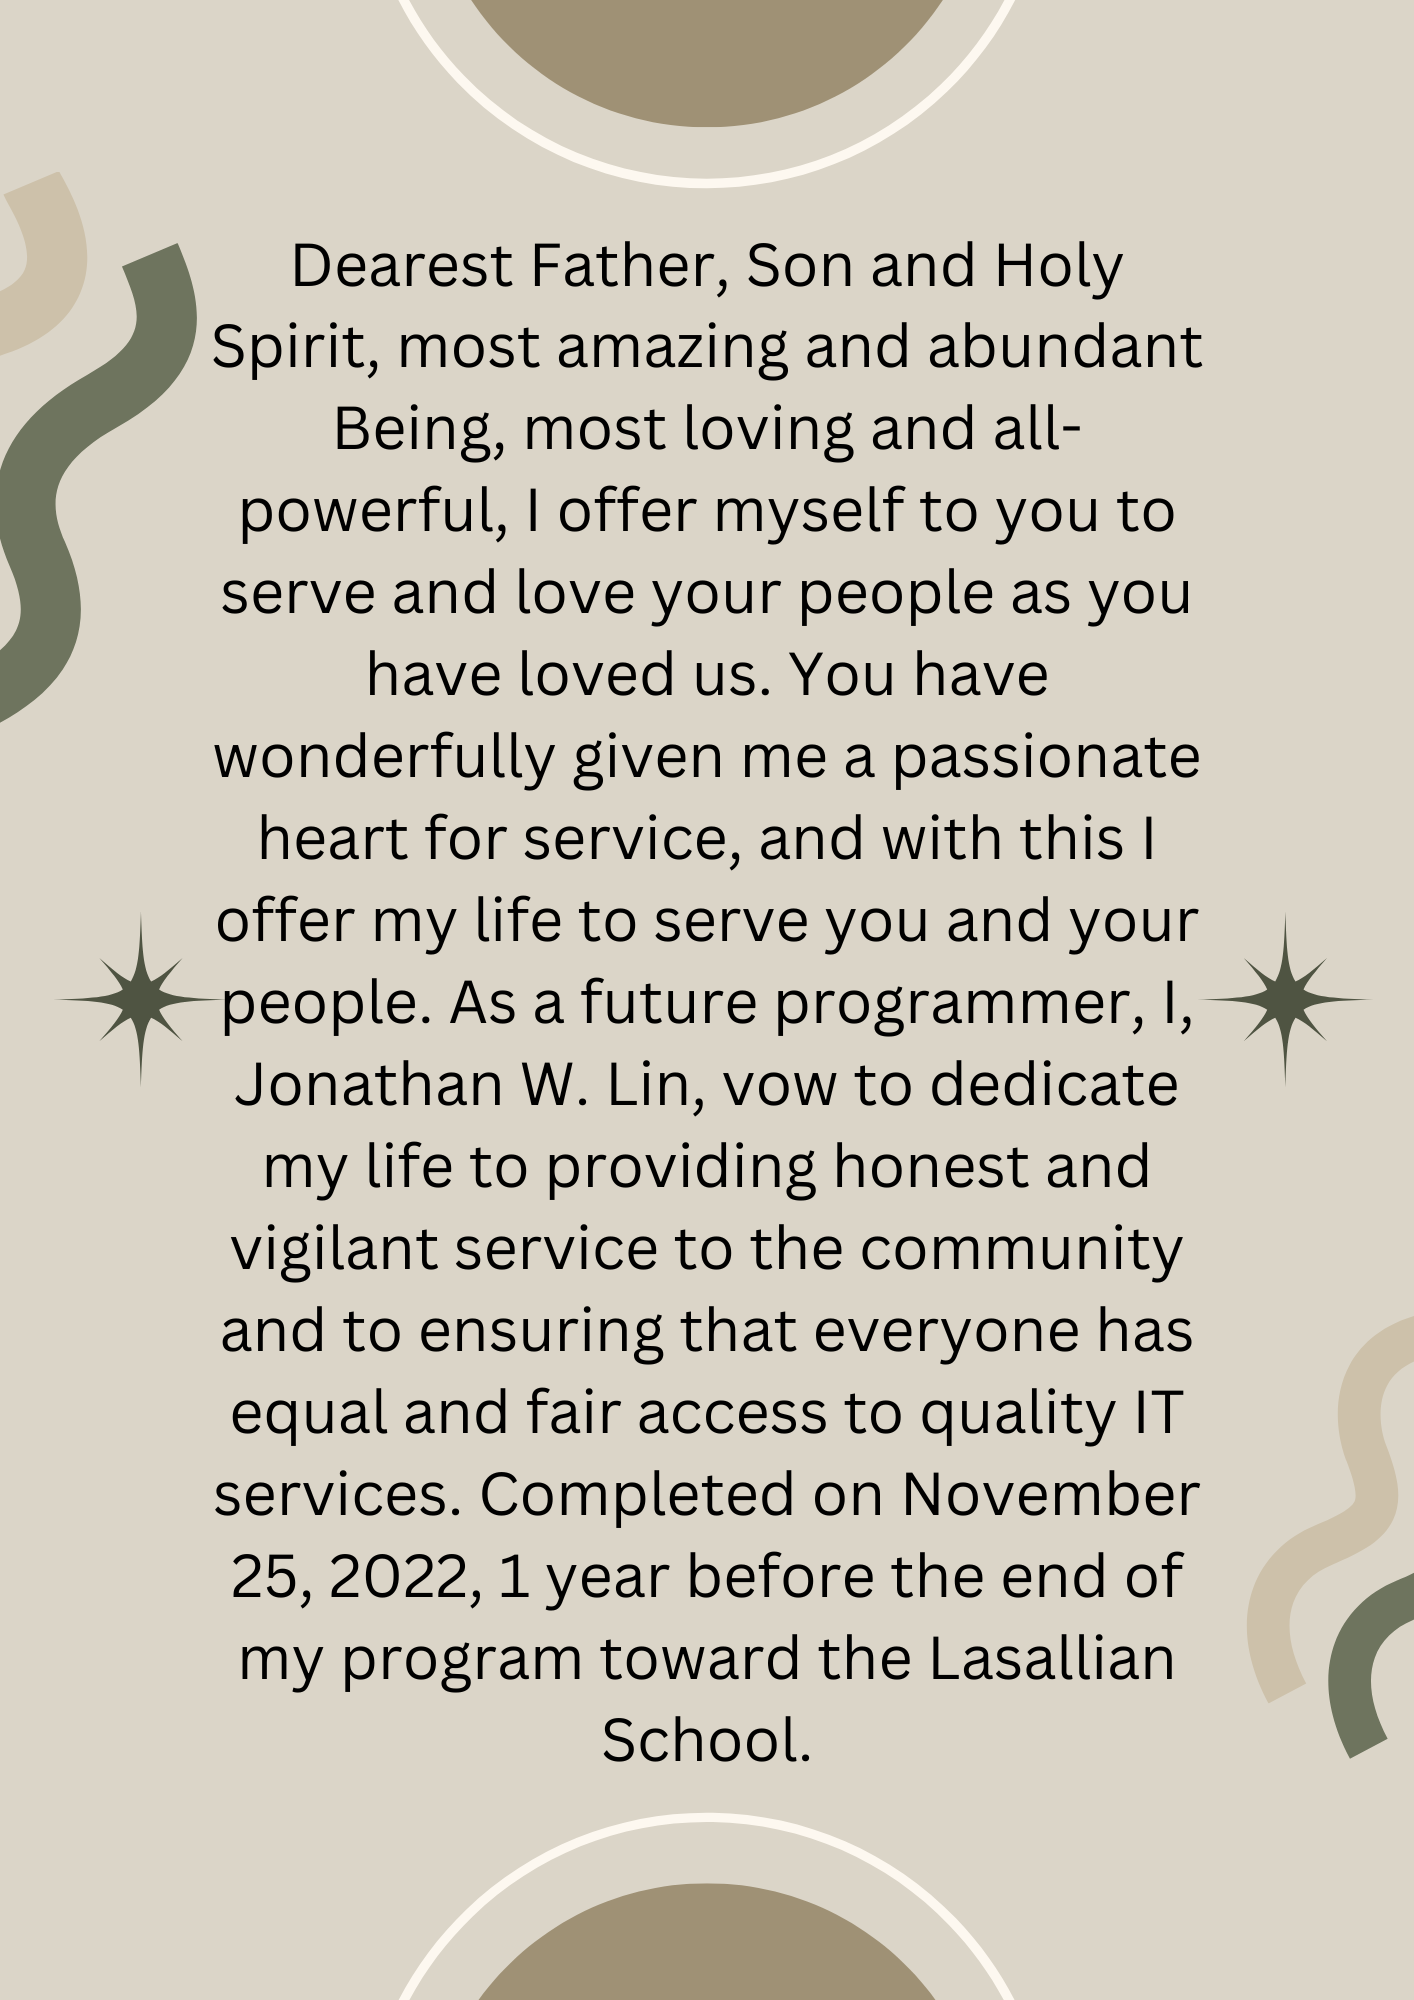 Dearest Father, Son and Holy
Spirit, most amazing and abundant
Being, most loving and all-
powerful, I offer myself to you to
serve and love your people as you
have loved us. You have
wonderfully given me a passionate
heart for service, and with this I
offer my life to serve you and your
people. As a future programmer, I,
Jonathan W. Lin, vow to dedicate
my life to providing honest and
vigilant service to the community
and to ensuring that everyone has
equal and fair access to quality IT
services. Completed on November
25, 2022, 1 year before the end of
my program toward the Lasallian
School.